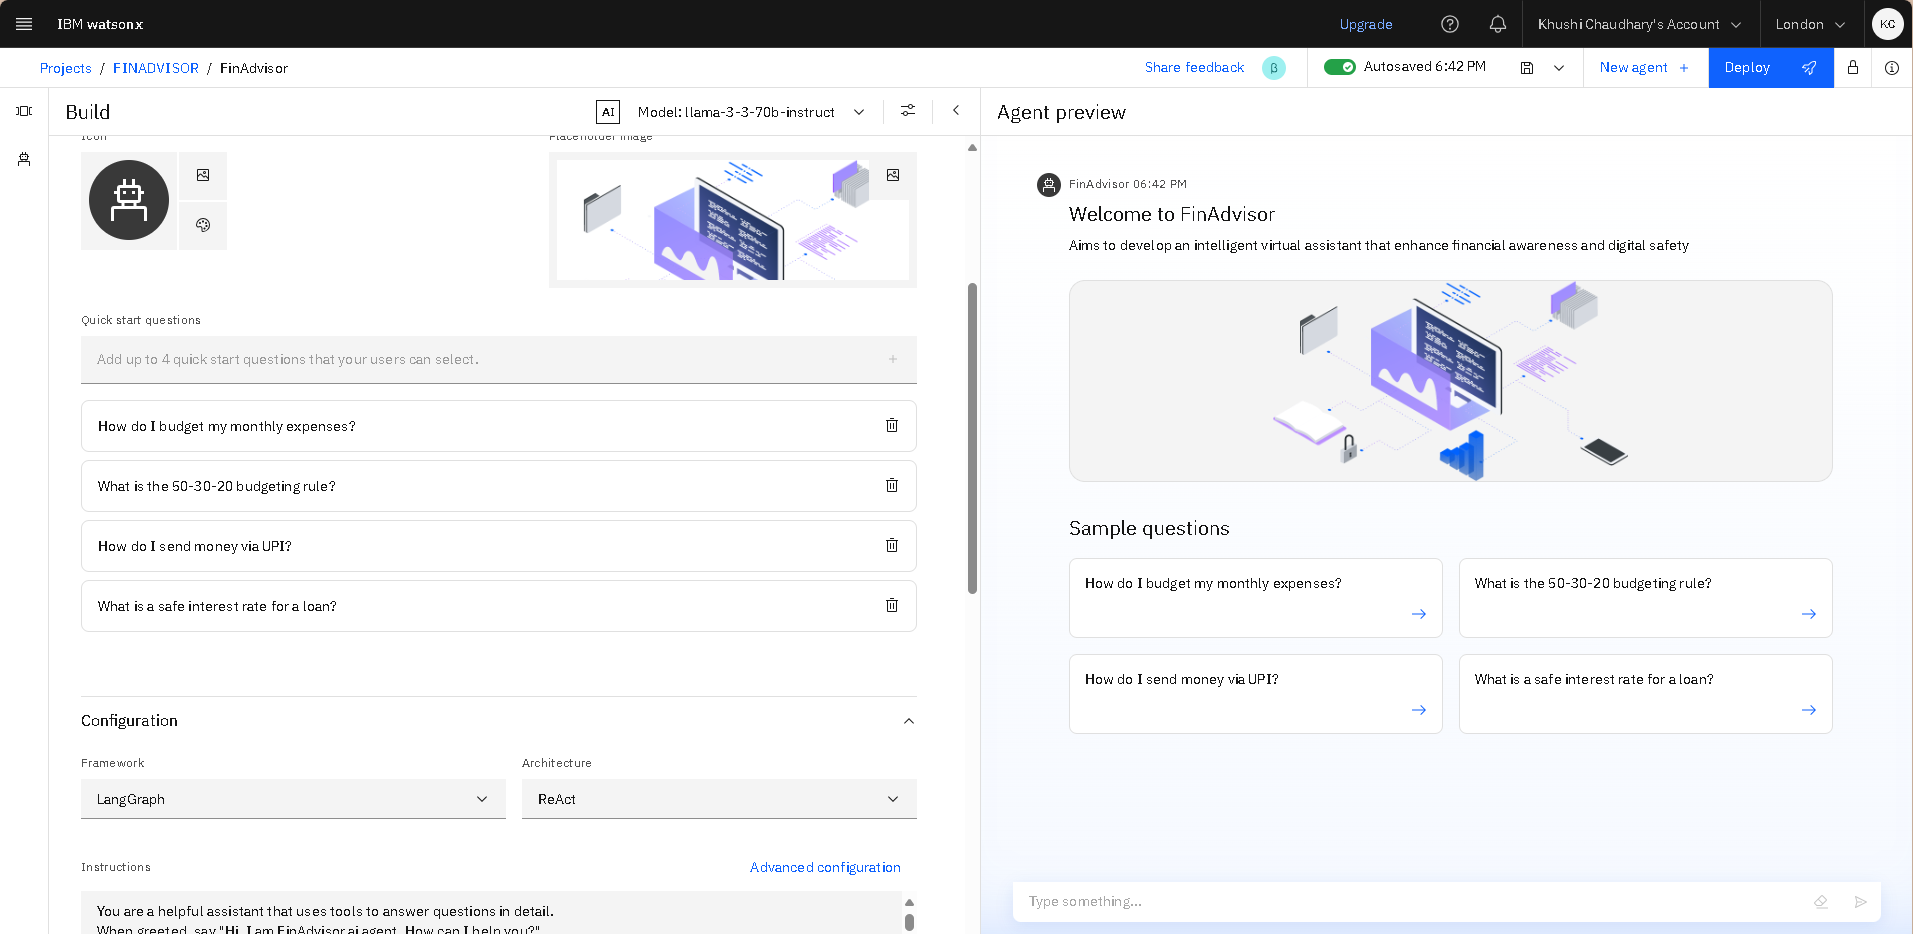 IBM watsonx
Upgrade
Khushi Chaudhary's Account
London
KC
Projects / FINADVISOR / FinAdvisor
Share feedback
β
Autosaved 6:42 PM
New agent +
Deploy
Build
AI
Model: llama-3-3-70b-instruct
Agent preview
Icon
Placeholder image
Quick start questions
Add up to 4 quick start questions that your users can select.
How do I budget my monthly expenses?
What is the 50-30-20 budgeting rule?
How do I send money via UPI?
What is a safe interest rate for a loan?
Configuration
Framework
Architecture
LangGraph
ReAct
Instructions
Advanced configuration
You are a helpful assistant that uses tools to answer questions in detail.
When greeted, say "Hi, I am FinAdvisor ai agent. How can I help you?"
FinAdvisor 06:42 PM
Welcome to FinAdvisor
Aims to develop an intelligent virtual assistant that enhance financial awareness and digital safety
Sample questions
How do I budget my monthly expenses?
What is the 50-30-20 budgeting rule?
How do I send money via UPI?
What is a safe interest rate for a loan?
Type something...